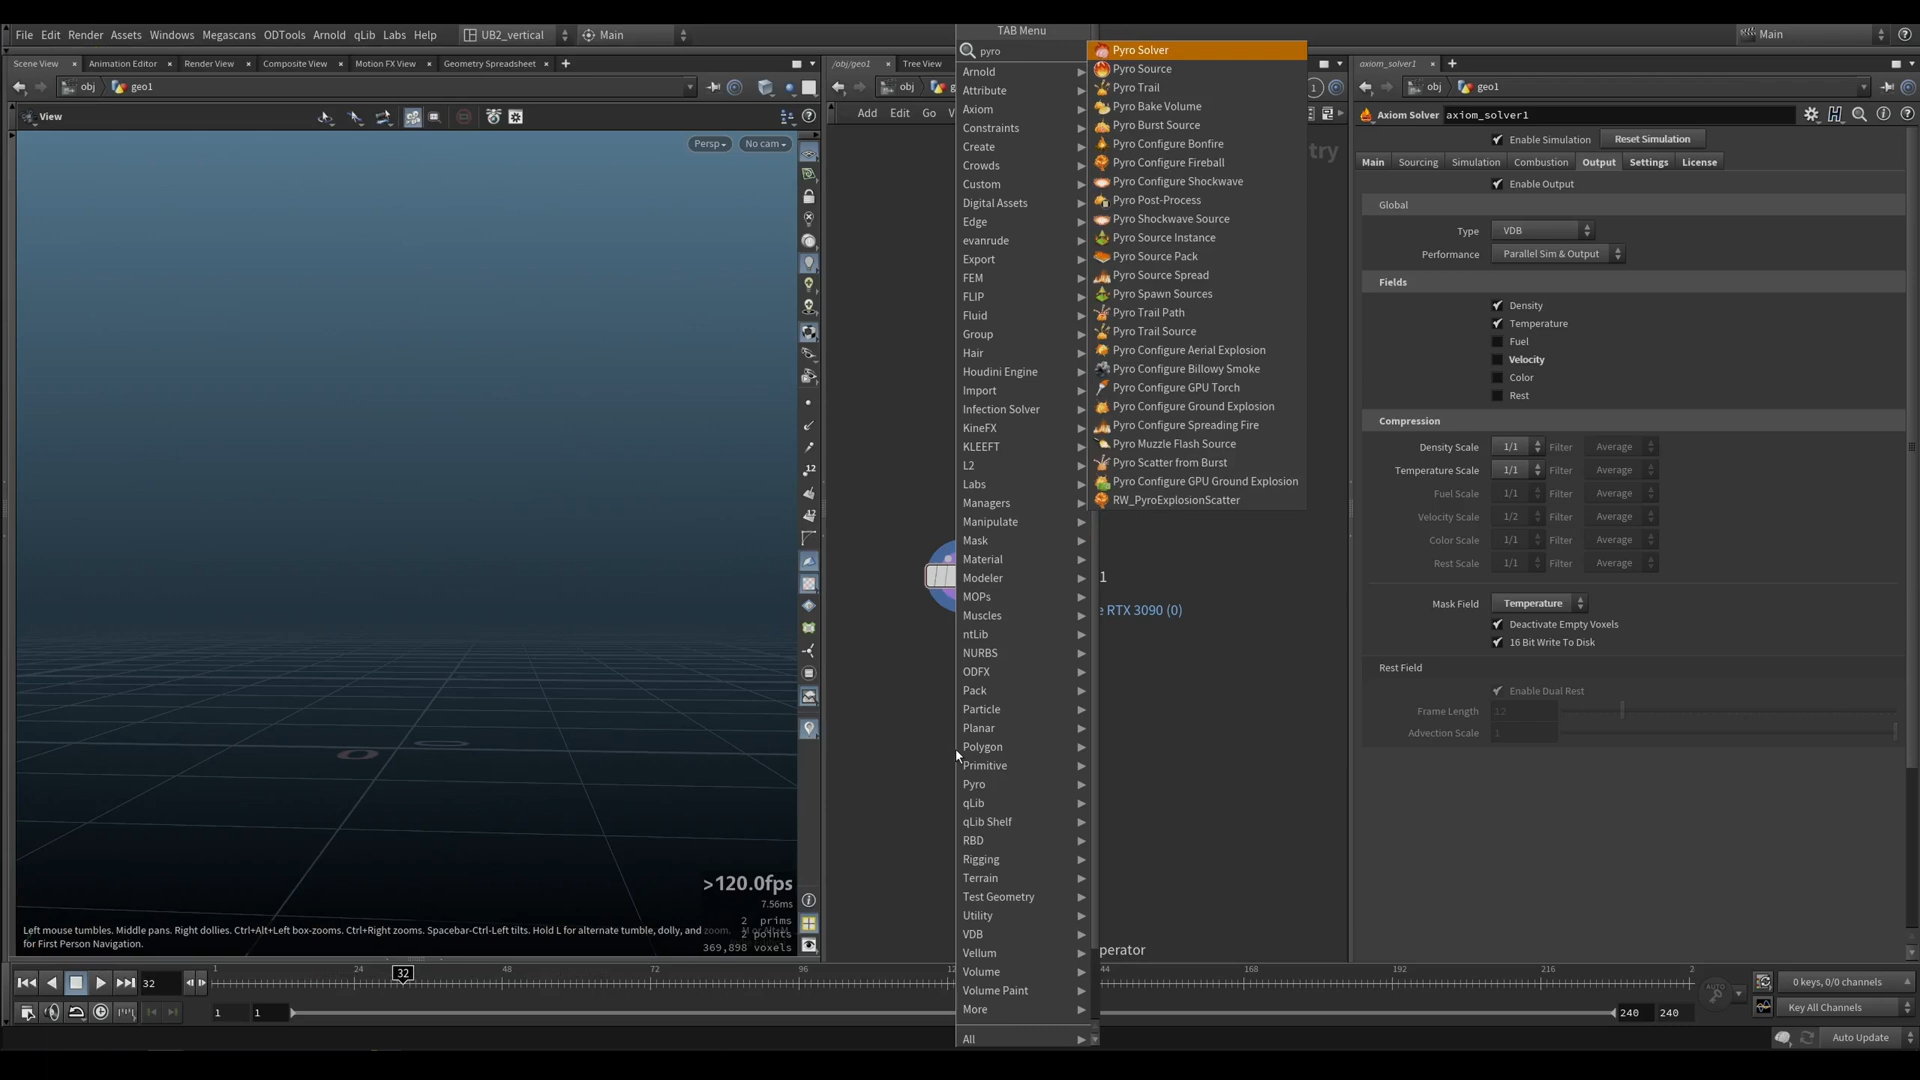 TAB Menu
File Edit Render Assets Windows Megascans ODTools Arnold qLib Labs Help UB2_vertical Main Main
Scene View Animation Editor Render View Composite View Motion FX View Geometry Spreadsheet
obj geo1
View
Persp No cam
>120.0fps
7.56ms
2 prims
2 points
369,898 voxels
Left mouse tumbles. Middle pans. Right dollies. Ctrl+Alt+Left box-zooms. Ctrl+Right zooms. Spacebar-Ctrl-Left tilts. Hold L for alternate tumble, dolly, and zoom. M or Alt+M
for First Person Navigation.
/obj/geo1 Tree View
obj
Add Edit Go V
try
1
e RTX 3090 (0)
perator
pyro
Arnold
Attribute
Axiom
Constraints
Create
Crowds
Custom
Digital Assets
Edge
evanrude
Export
FEM
FLIP
Fluid
Group
Hair
Houdini Engine
Import
Infection Solver
KineFX
KLEEFT
L2
Labs
Managers
Manipulate
Mask
Material
Modeler
MOPs
Muscles
ntLib
NURBS
ODFX
Pack
Particle
Planar
Polygon
Primitive
Pyro
qLib
qLib Shelf
RBD
Rigging
Terrain
Test Geometry
Utility
VDB
Vellum
Volume
Volume Paint
More
All
Pyro Solver
Pyro Source
Pyro Trail
Pyro Bake Volume
Pyro Burst Source
Pyro Configure Bonfire
Pyro Configure Fireball
Pyro Configure Shockwave
Pyro Post-Process
Pyro Shockwave Source
Pyro Source Instance
Pyro Source Pack
Pyro Source Spread
Pyro Spawn Sources
Pyro Trail Path
Pyro Trail Source
Pyro Configure Aerial Explosion
Pyro Configure Billowy Smoke
Pyro Configure GPU Torch
Pyro Configure Ground Explosion
Pyro Configure Spreading Fire
Pyro Muzzle Flash Source
Pyro Scatter from Burst
Pyro Configure GPU Ground Explosion
RW_PyroExplosionScatter
axiom_solver1
obj geo1
Axiom Solver axiom_solver1
Enable Simulation Reset Simulation
Main Sourcing Simulation Combustion Output Settings License
Enable Output
Global
Type VDB
Performance Parallel Sim & Output
Fields
Density
Temperature
Fuel
Velocity
Color
Rest
Compression
Density Scale 1/1 Filter Average
Temperature Scale 1/1 Filter Average
Fuel Scale 1/1 Filter Average
Velocity Scale 1/2 Filter Average
Color Scale 1/1 Filter Average
Rest Scale 1/1 Filter Average
Mask Field Temperature
Deactivate Empty Voxels
16 Bit Write To Disk
Rest Field
Enable Dual Rest
Frame Length 12
Advection Scale 1
32 1 24 32 48 72 96 12 44 168 192 216 2
AUTO
0 keys, 0/0 channels
1 1 240 240 Key All Channels
Auto Update